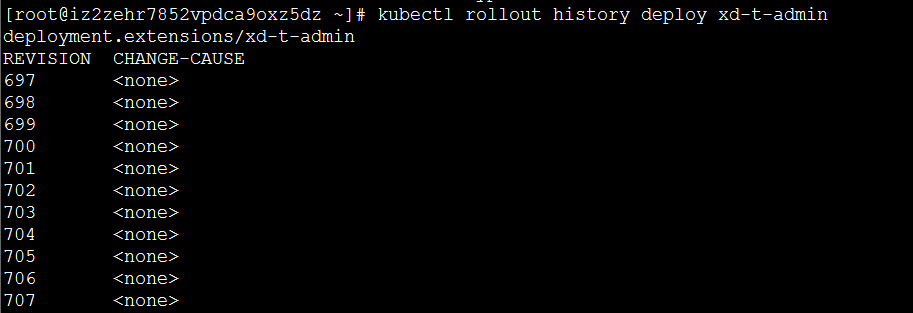 [root@iz2zehr7852vpdca9oxz5dz ~]# kubectl rollout history deploy xd-t-admin
deployment.extensions/xd-t-admin
REVISION  CHANGE-CAUSE
697       <none>
698       <none>
699       <none>
700       <none>
701       <none>
702       <none>
703       <none>
704       <none>
705       <none>
706       <none>
707       <none>